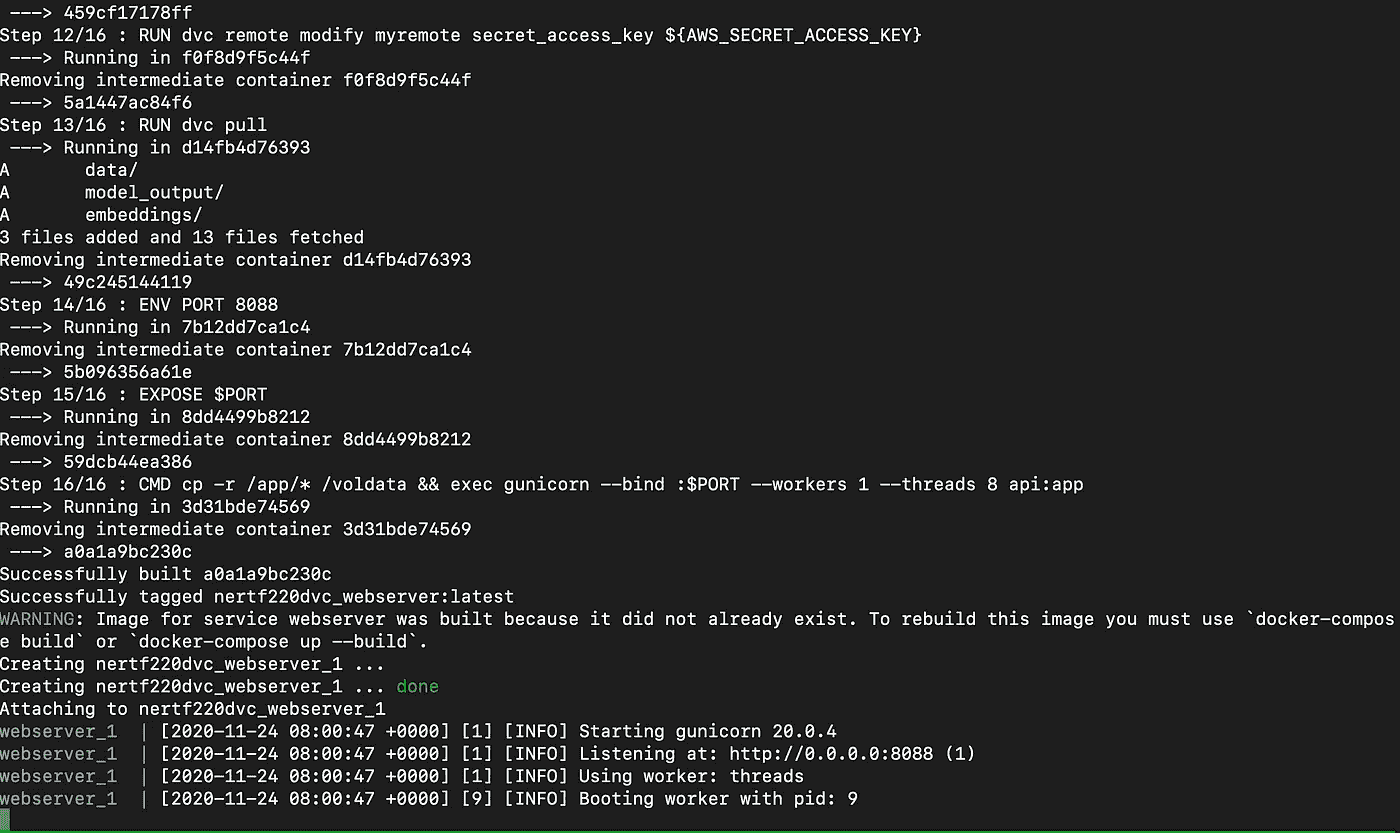 ---> 459cf17178ff
Step 12/16 : RUN dvc remote modify myremote secret_access_key ${AWS_SECRET_ACCESS_KEY}
 ---> Running in f0f8d9f5c44f
Removing intermediate container f0f8d9f5c44f
 ---> 5a1447ac84f6
Step 13/16 : RUN dvc pull
 ---> Running in d14fb4d76393
A       data/
A       model_output/
A       embeddings/
3 files added and 13 files fetched
Removing intermediate container d14fb4d76393
 ---> 49c245144119
Step 14/16 : ENV PORT 8088
 ---> Running in 7b12dd7ca1c4
Removing intermediate container 7b12dd7ca1c4
 ---> 5b096356a61e
Step 15/16 : EXPOSE $PORT
 ---> Running in 8dd4499b8212
Removing intermediate container 8dd4499b8212
 ---> 59dcb44ea386
Step 16/16 : CMD cp -r /app/* /voldata && exec gunicorn --bind :$PORT --workers 1 --threads 8 api:app
 ---> Running in 3d31bde74569
Removing intermediate container 3d31bde74569
 ---> a0a1a9bc230c
Successfully built a0a1a9bc230c
Successfully tagged nertf220dvc_webserver:latest
WARNING: Image for service webserver was built because it did not already exist. To rebuild this image you must use `docker-compos
e build` or `docker-compose up --build`.
Creating nertf220dvc_webserver_1 ...
Creating nertf220dvc_webserver_1 ... done
Attaching to nertf220dvc_webserver_1
webserver_1  | [2020-11-24 08:00:47 +0000] [1] [INFO] Starting gunicorn 20.0.4
webserver_1  | [2020-11-24 08:00:47 +0000] [1] [INFO] Listening at: http://0.0.0.0:8088 (1)
webserver_1  | [2020-11-24 08:00:47 +0000] [1] [INFO] Using worker: threads
webserver_1  | [2020-11-24 08:00:47 +0000] [9] [INFO] Booting worker with pid: 9